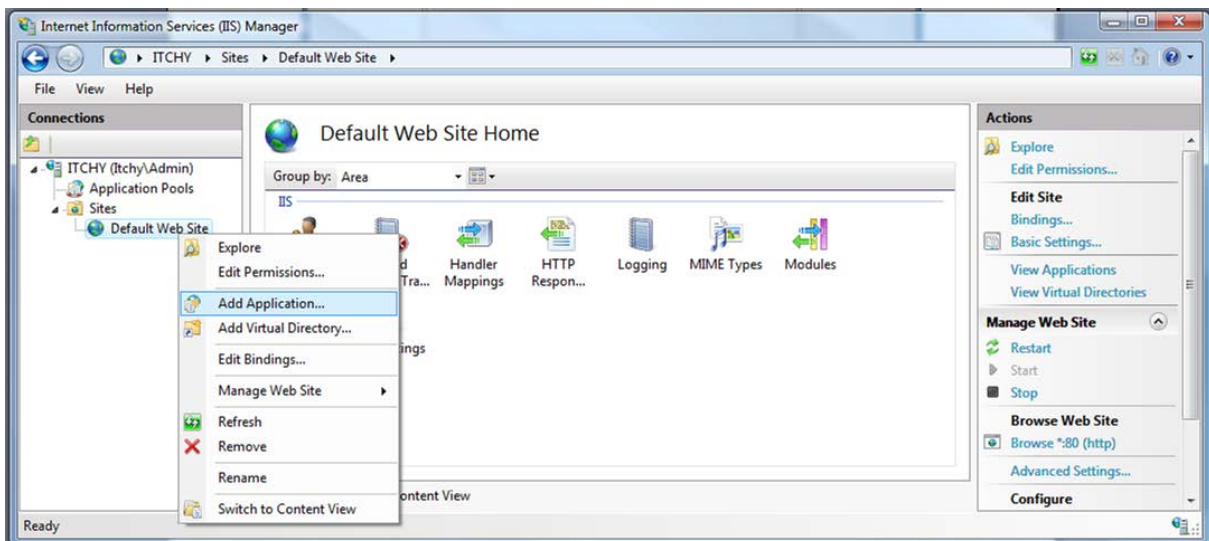 Internet Information Services (IIS) Manager
ITCHY Sites Default Web Site
File View Help
Connections
ITCHY (Itchy\Admin)
Application Pools
Sites
Default Web Site
Explore
Edit Permissions...
Add Application...
Add Virtual Directory...
Edit Bindings...
Manage Web Site
Refresh
Remove
Rename
Switch to Content View
Default Web Site Home
Group by: Area
IIS
Handler Mappings
HTTP Respon...
Logging
MIME Types
Modules
d
Tra...
ings
ontent View
Actions
Explore
Edit Permissions...
Edit Site
Bindings...
Basic Settings...
View Applications
View Virtual Directories
Manage Web Site
Restart
Start
Stop
Browse Web Site
Browse *:80 (http)
Advanced Settings...
Configure
Ready